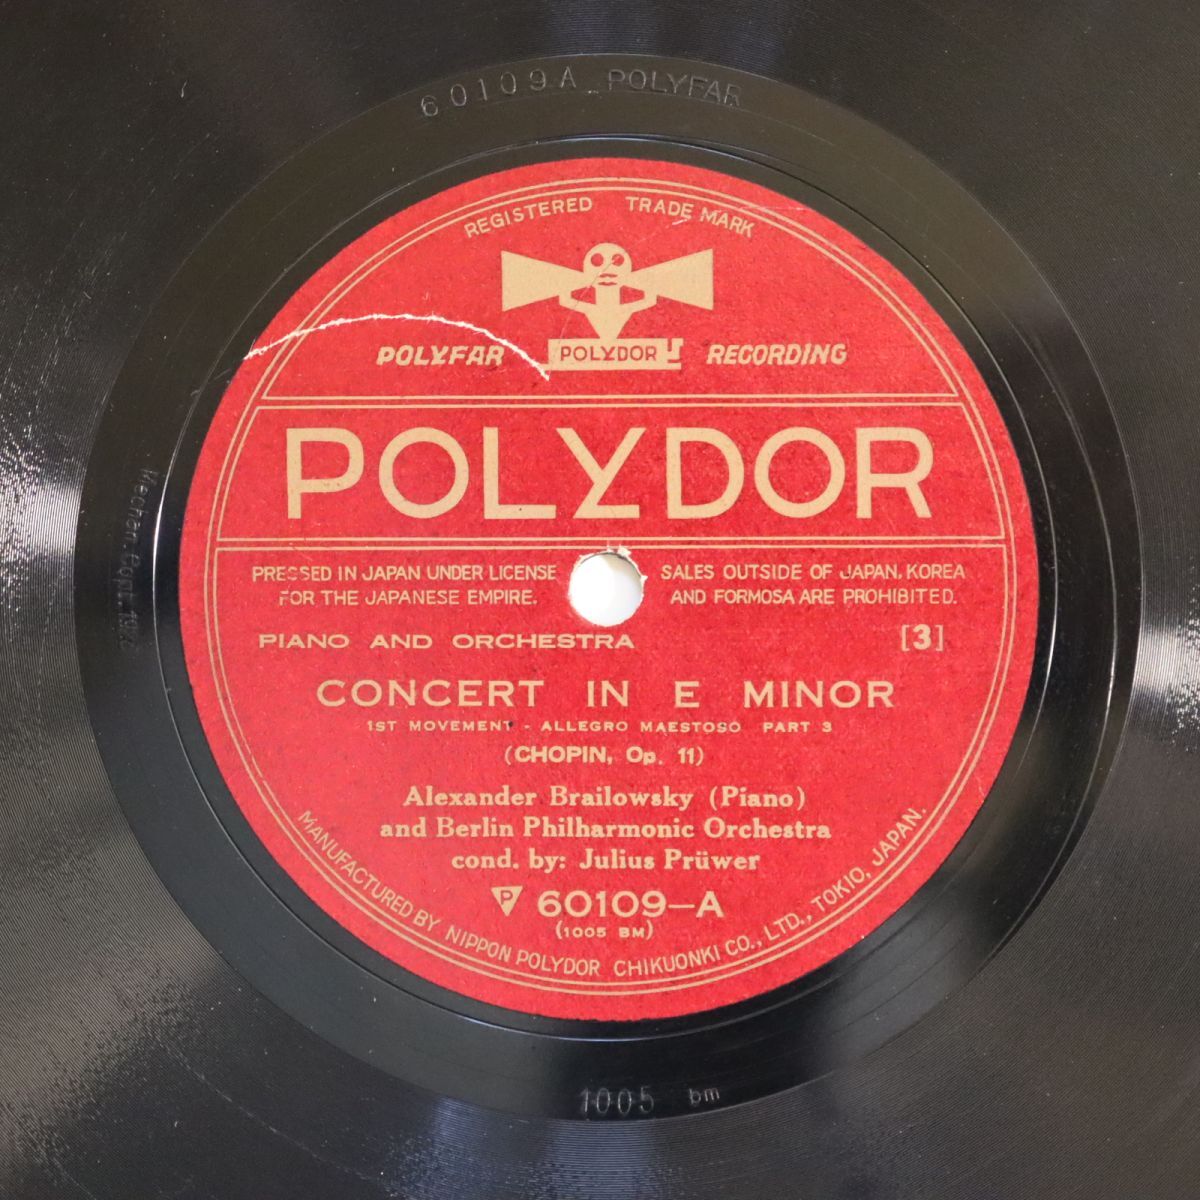 60109A POLYFAR
REGISTERED TRADE MARK
POLYFAR POLYDOR RECORDING
POLYDOR
PRESSED IN JAPAN UNDER LICENSE
FOR THE JAPANESE EMPIRE.
SALES OUTSIDE OF JAPAN, KOREA
AND FORMOSA ARE PROHIBITED.
PIANO AND ORCHESTRA [3]
CONCERT IN E MINOR
1ST MOVEMENT - ALLEGRO MAESTOSO PART 3
(CHOPIN, Op. 11)
Alexander Brailowsky (Piano)
and Berlin Philharmonic Orchestra
cond. by: Julius Prüwer
P 60109-A
(1005 BM)
MANUFACTURED BY NIPPON POLYDOR CHIKUONKI CO., LTD., TOKIO, JAPAN.
1005 bm
Mechan. Copr.